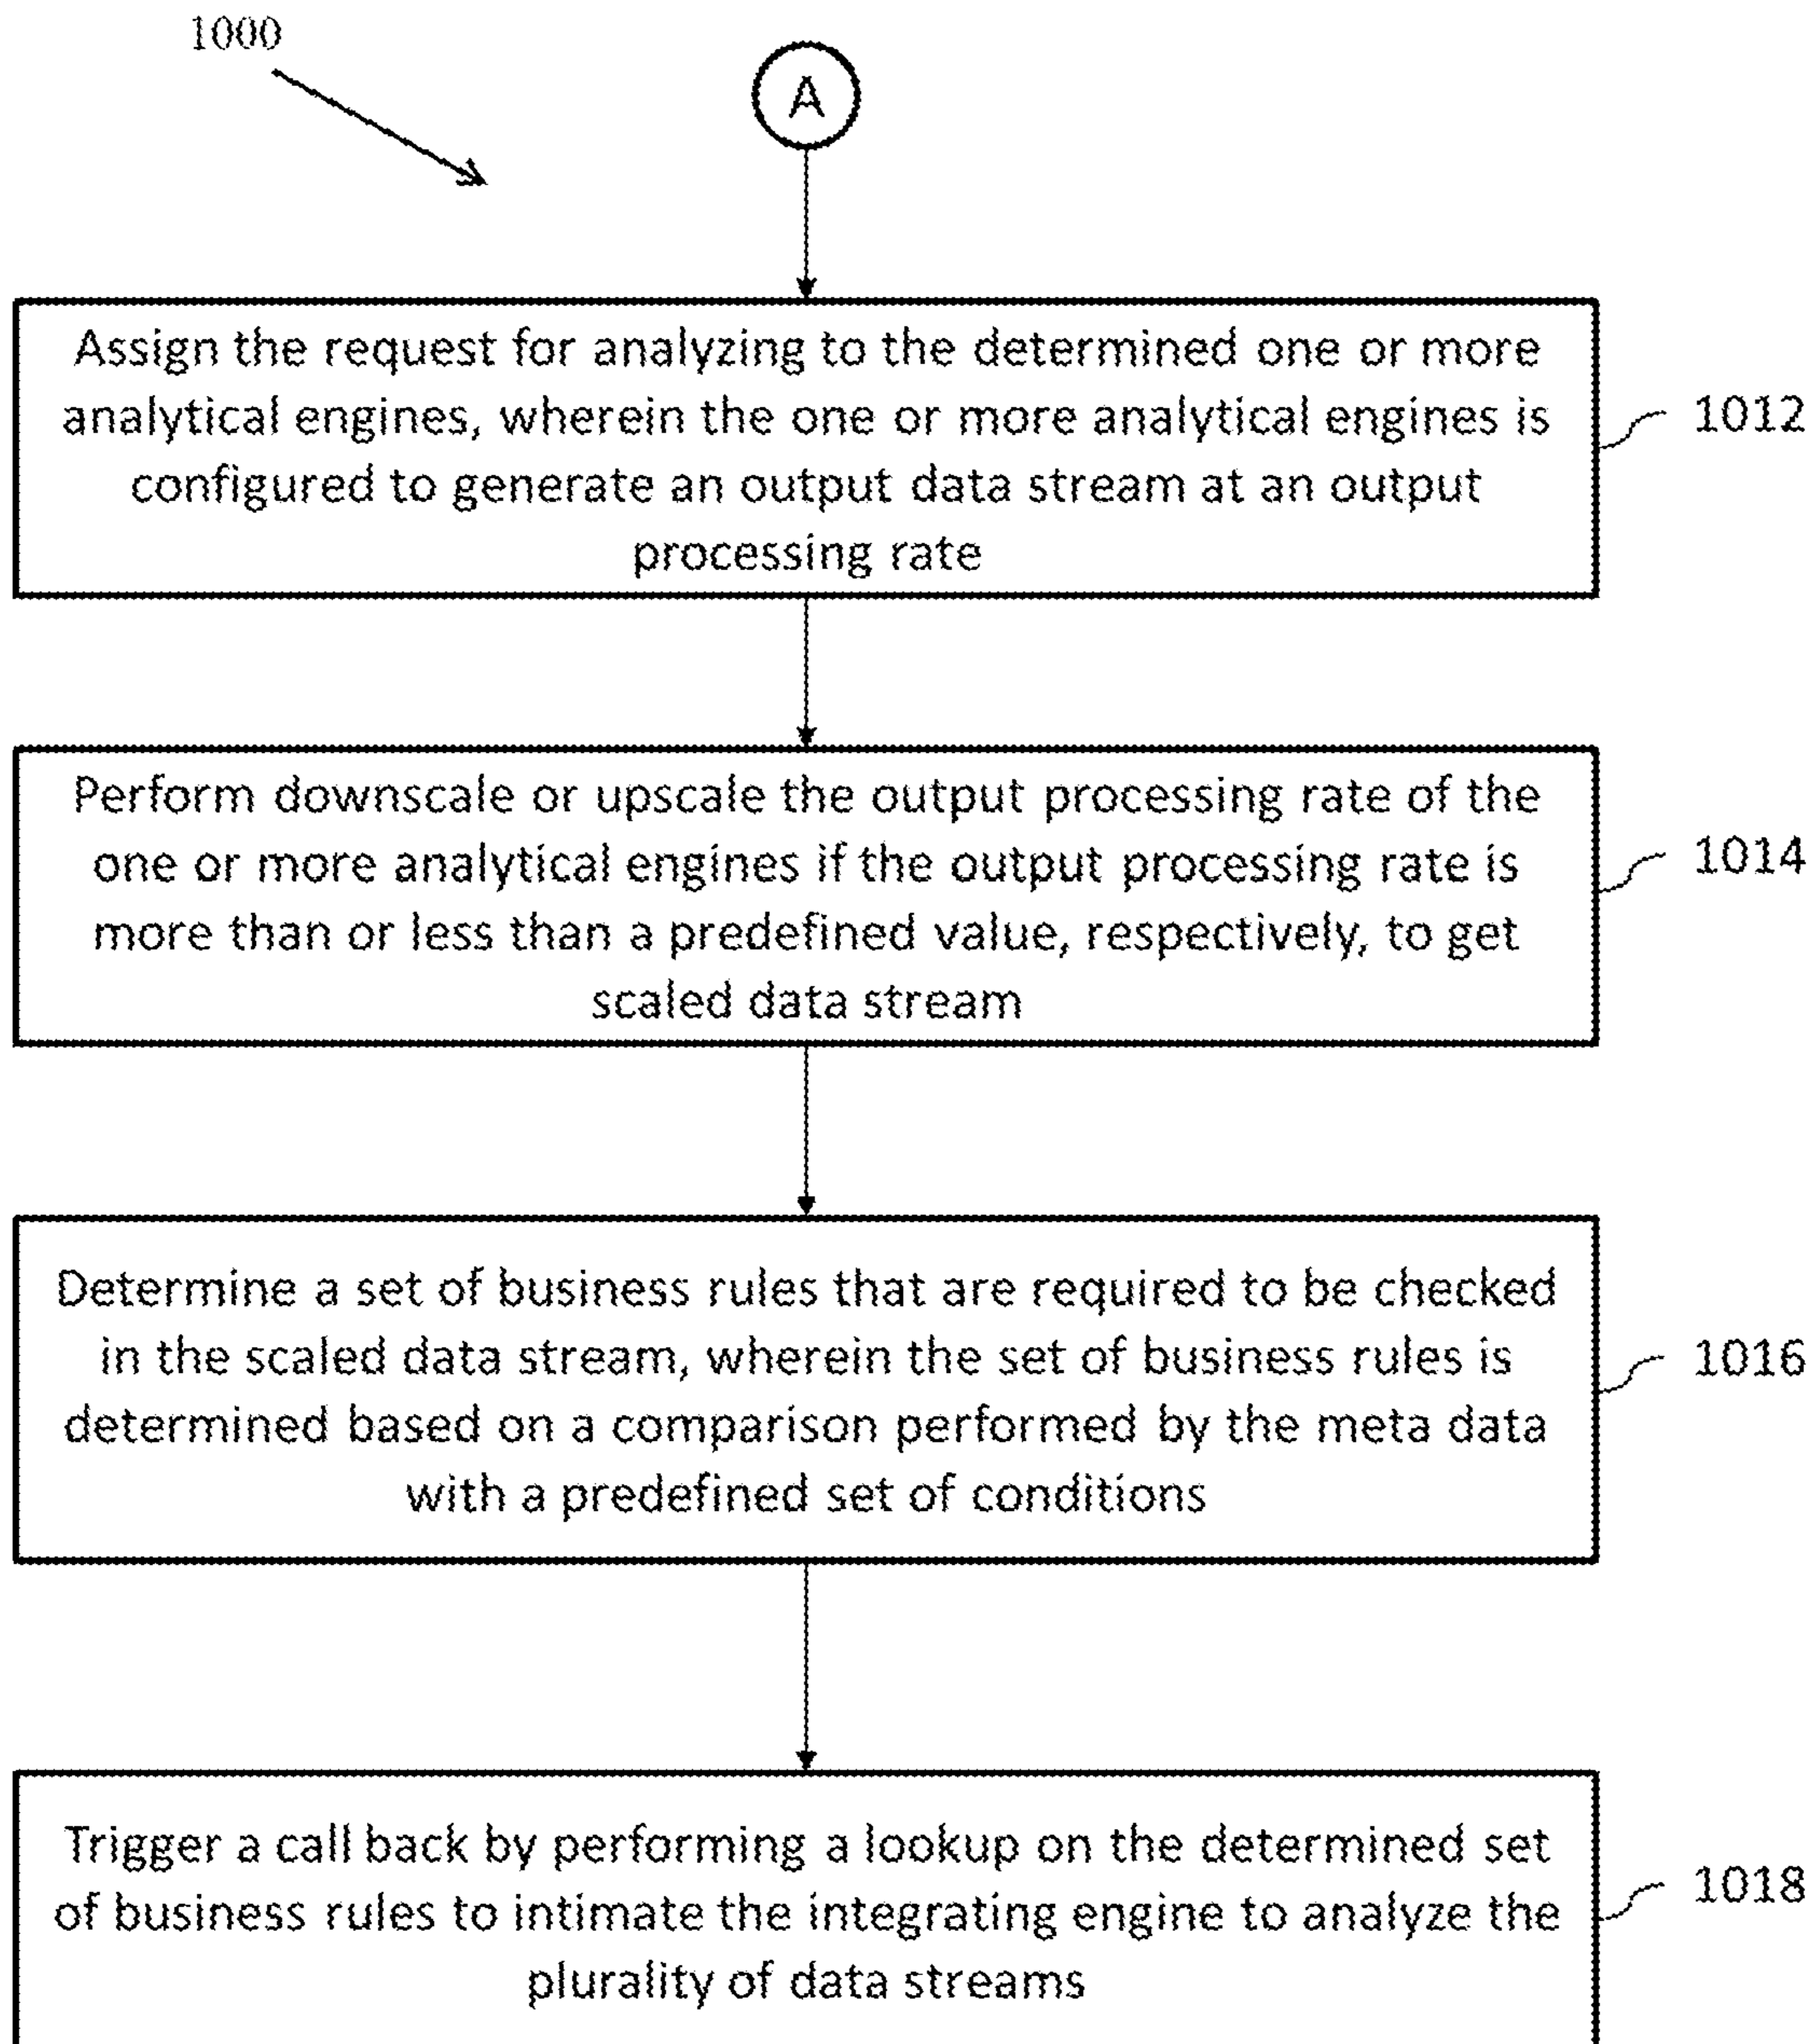 1000
A
Assign the request for analyzing to the determined one or more
analytical engines, wherein the one or more analytical engines is
configured to generate an output data stream at an output
processing rate
1012
Perform downscale or upscale the output processing rate of the
one or more analytical engines if the output processing rate is
more than or less than a predefined value, respectively, to get
scaled data stream
1014
Determine a set of business rules that are required to be checked
in the scaled data stream, wherein the set of business rules is
determined based on a comparison performed by the meta data
with a predefined set of conditions
1016
Trigger a call back by performing a lookup on the determined set
of business rules to intimate the integrating engine to analyze the
plurality of data streams
1018